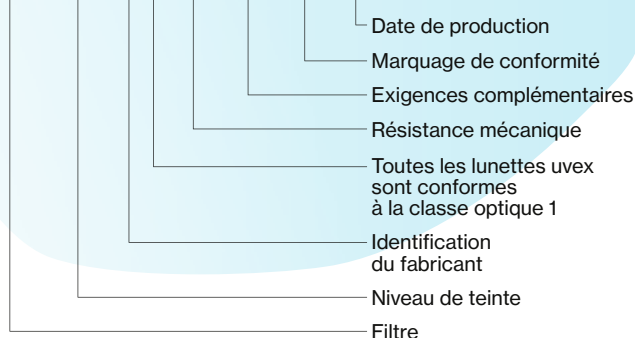 Date de production
Marquage de conformité
Exigences complémentaires
Résistance mécanique
Toutes les lunettes uvex
sont conformes
à la classe optique 1
Identification
du fabricant
Niveau de teinte
Filtre